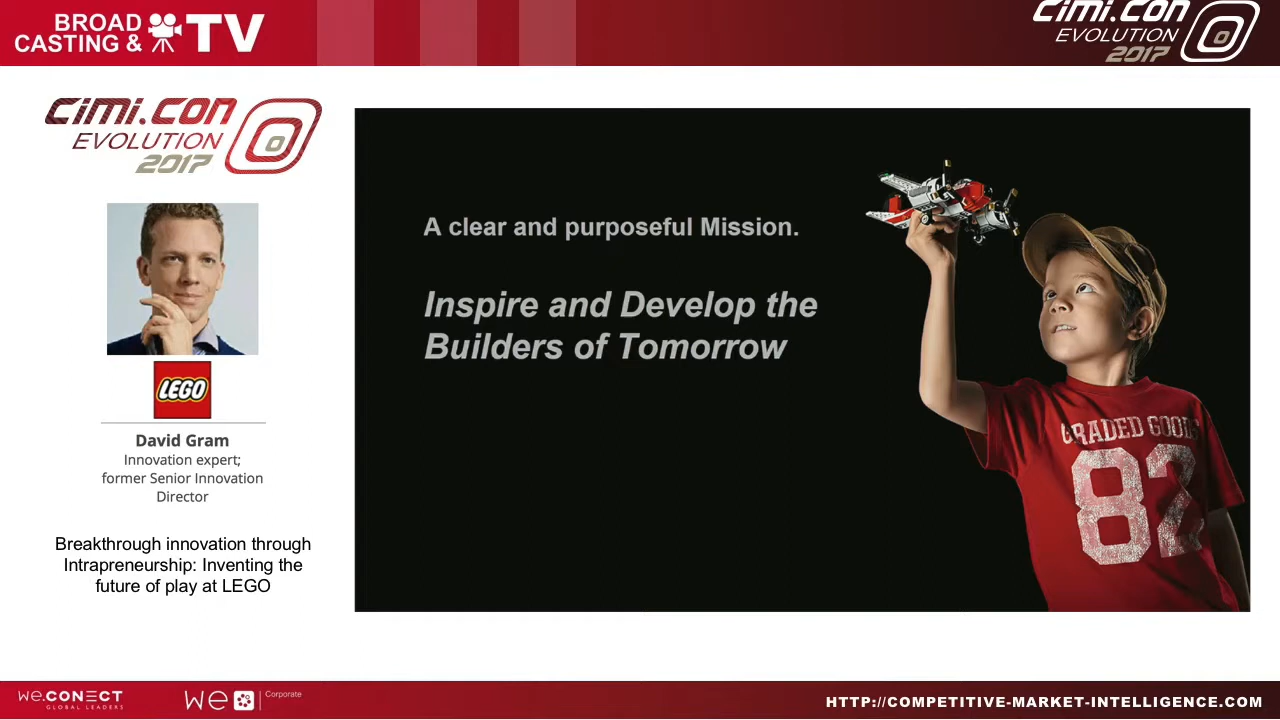 BROAD
CASTING & TV
cimi.con
EVOLUTION
2017
cimi.con
EVOLUTION
2017
LEGO
David Gram
Innovation expert;
former Senior Innovation
Director
Breakthrough innovation through
Intrapreneurship: Inventing the
future of play at LEGO
A clear and purposeful Mission.
Inspire and Develop the
Builders of Tomorrow
GRADED GOODS
82
we.CONECT
GLOBAL LEADERS
we
Corporate
HTTP://COMPETITIVE-MARKET-INTELLIGENCE.COM